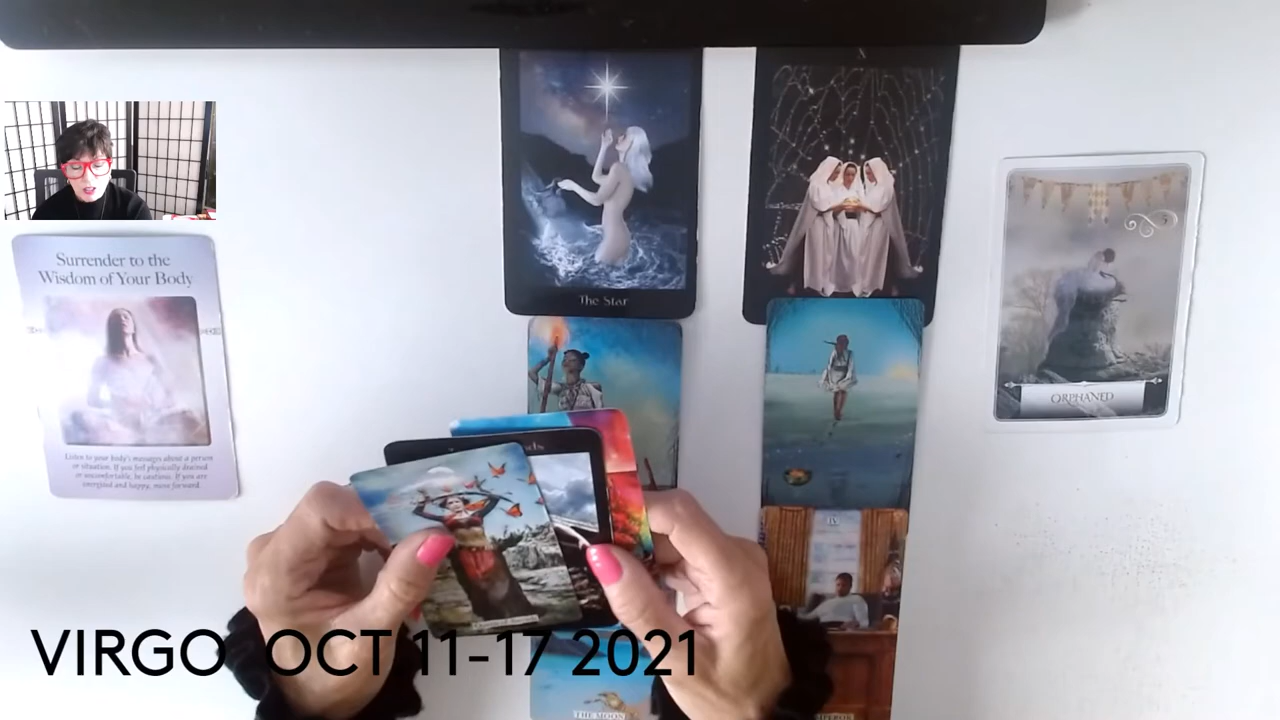 X
The Star
Surrender to the
Wisdom of Your Body
Listen to your body's messages about a person
or situation. If you feel physically drained
or uncomfortable, be cautious. If you are
energized and happy, move forward.
5
ORPHANED
IV
VIRGO OCT 11-17 2021
THE MOON